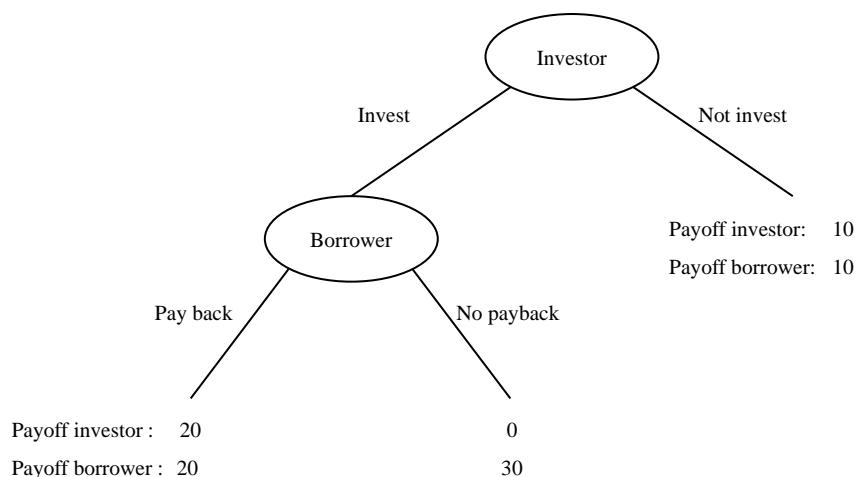 Investor
Invest
Not invest
Borrower
Payoff investor: 10
Payoff borrower: 10
Pay back
No payback
Payoff investor : 20 0
Payoff borrower : 20 30